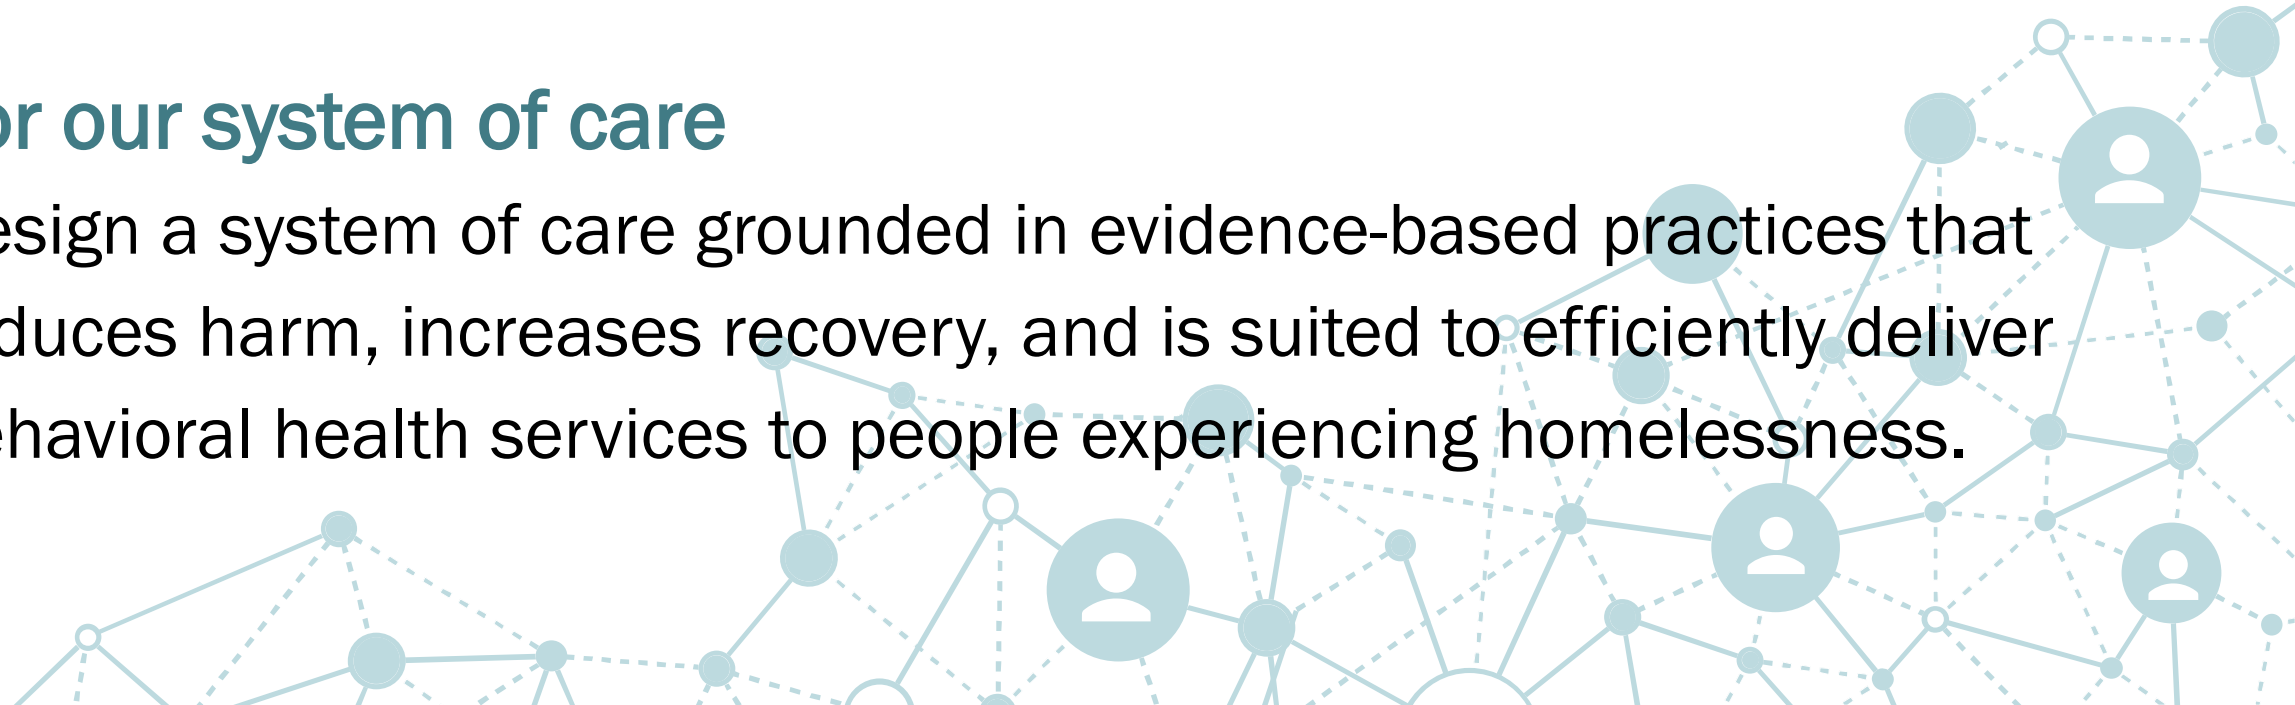 or our system of care
esign a system of care grounded in evidence-based practices that
duces harm, increases recovery, and is suited to efficiently deliver
ehavioral health services to people experiencing homelessness.